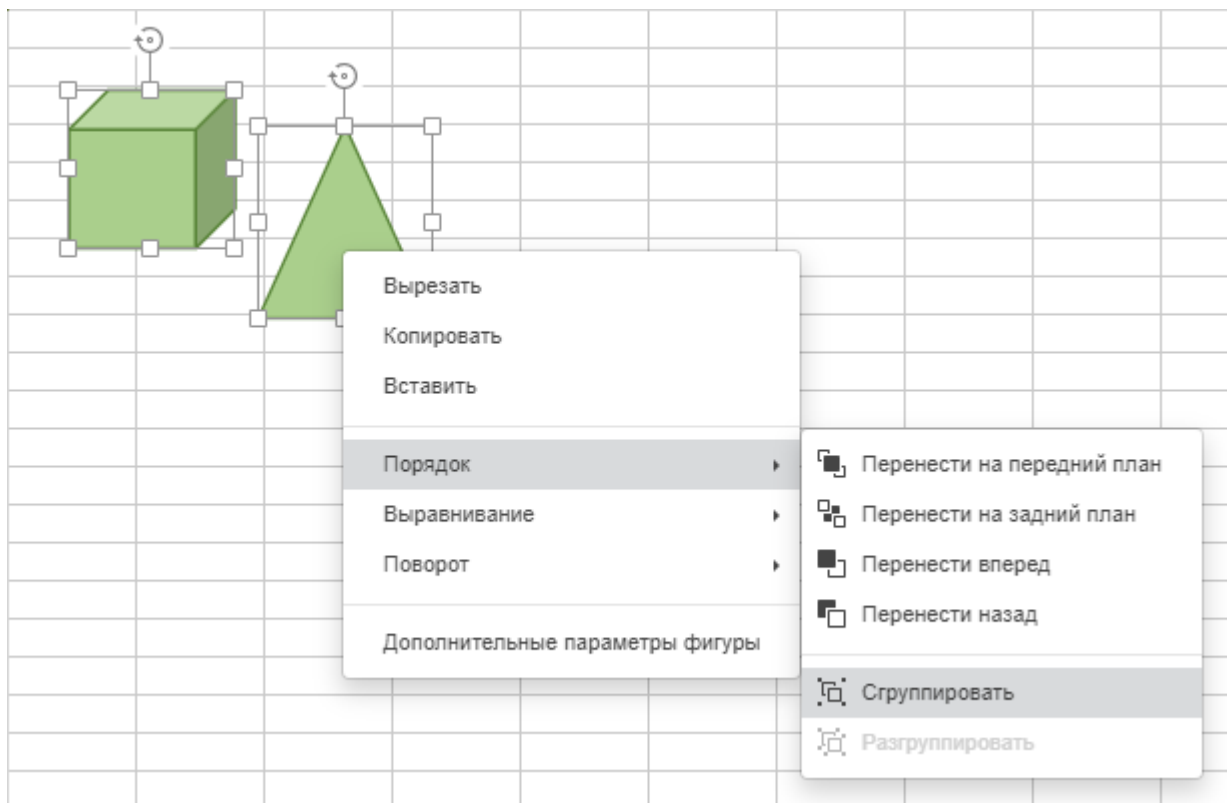 Вырезать
Копировать
Вставить
Порядок
Выравнивание
Поворот
Дополнительные параметры фигуры
Перенести на передний план
Перенести на задний план
Перенести вперед
Перенести назад
Сгруппировать
Разгруппировать